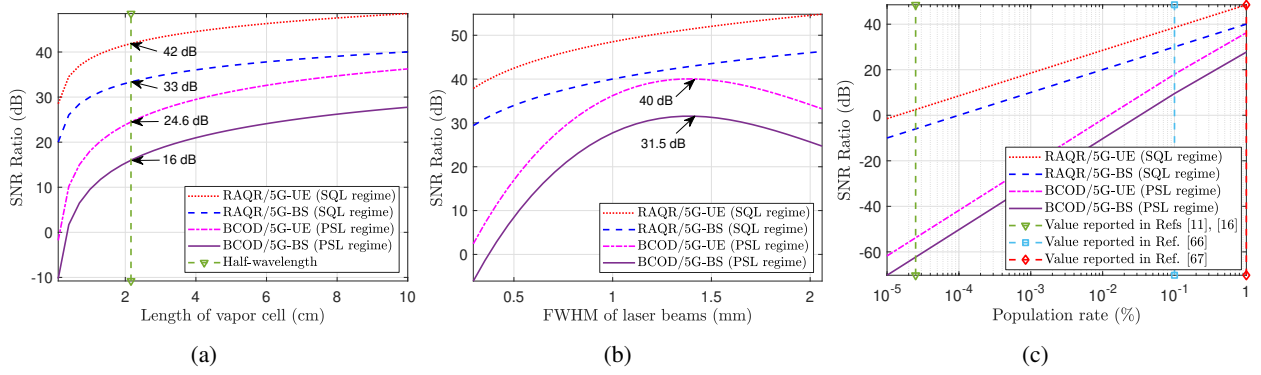 SNR Ratio (dB)
40
30
20
10
0
-10
42 dB
33 dB
24.6 dB
16 dB
RAQR/5G-UE (SQL regime)
RAQR/5G-BS (SQL regime)
BCOD/5G-UE (PSL regime)
BCOD/5G-BS (PSL regime)
Half-wavelength
0 2 4 6 8 10
Length of vapor cell (cm)
(a)
SNR Ratio (dB)
50
40
30
20
10
0
40 dB
31.5 dB
RAQR/5G-UE (SQL regime)
RAQR/5G-BS (SQL regime)
BCOD/5G-UE (PSL regime)
BCOD/5G-BS (PSL regime)
0.5 1 1.5 2
FWHM of laser beams (mm)
(b)
SNR Ratio (dB)
40
20
0
-20
-40
-60
RAQR/5G-UE (SQL regime)
RAQR/5G-BS (SQL regime)
BCOD/5G-UE (PSL regime)
BCOD/5G-BS (PSL regime)
Value reported in Refs [11], [16]
Value reported in Ref. [66]
Value reported in Ref. [67]
10⁻⁵ 10⁻⁴ 10⁻³ 10⁻² 10⁻¹ 1
Population rate (%)
(c)